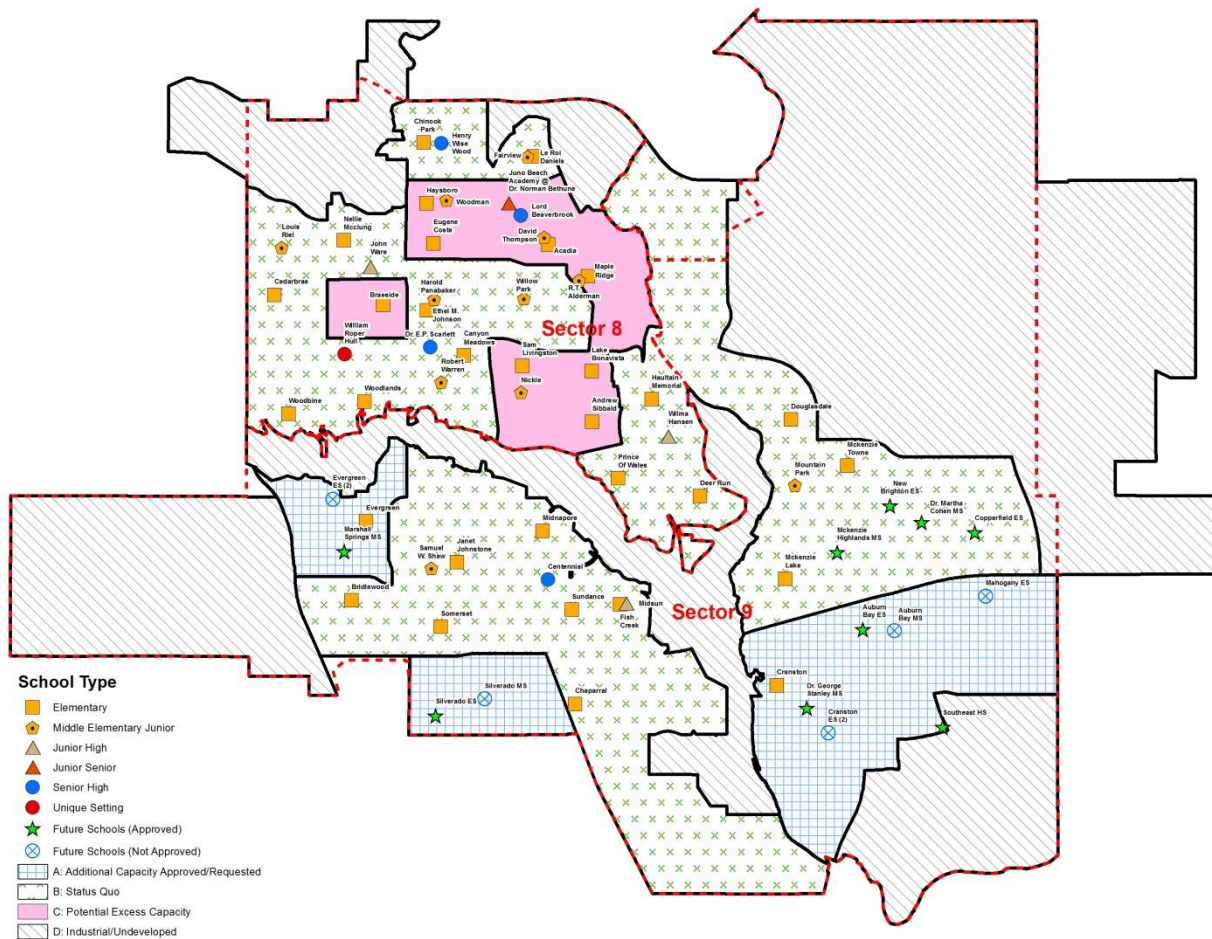 Chinook
Park
Henry
Wise
Wood
Fairview
Le Roi
Daniels
Juno Beach
Academy @
Dr. Norman Bethune
Haysboro
Woodman
Lord
Beaverbrook
Eugene
Coste
David
Thompson
Acadia
Louis
Riel
Nellie
Mcclung
John
Ware
Maple
Ridge
R.T.
Alderman
Cedarbrae
Braeside
Harold
Panabaker
Ethel M.
Johnson
Willow
Park
Sector 8
William
Roper
Hull
Dr. E.P. Scarlett
Canyon
Meadows
Robert
Warren
Sam
Livingston
Nickle
Lake
Bonavista
Andrew
Sibbald
Haultain
Memorial
Wilma
Hansen
Woodbine
Woodlands
Prince
Of Wales
Deer Run
Douglasdale
Mckenzie
Towne
Mountain
Park
New
Brighton ES
Dr. Martha
Cohen MS
Copperfield ES
Mckenzie
Highlands MS
Mckenzie
Lake
Evergreen
ES (2)
Evergreen
Marshall
Springs MS
Midnapore
Samuel
W. Shaw
Janet
Johnstone
Centennial
Bridlewood
Somerset
Sundance
Midsun
Fish
Creek
Sector 9
Mahogany ES
Auburn
Bay ES
Auburn
Bay MS
Cranston
Dr. George
Stanley MS
Cranston
ES (2)
Southeast HS
Silverado MS
Silverado ES
Chaparral
School Type
Elementary
Middle Elementary Junior
Junior High
Junior Senior
Senior High
Unique Setting
Future Schools (Approved)
Future Schools (Not Approved)
A: Additional Capacity Approved/Requested
B: Status Quo
C: Potential Excess Capacity
D: Industrial/Undeveloped